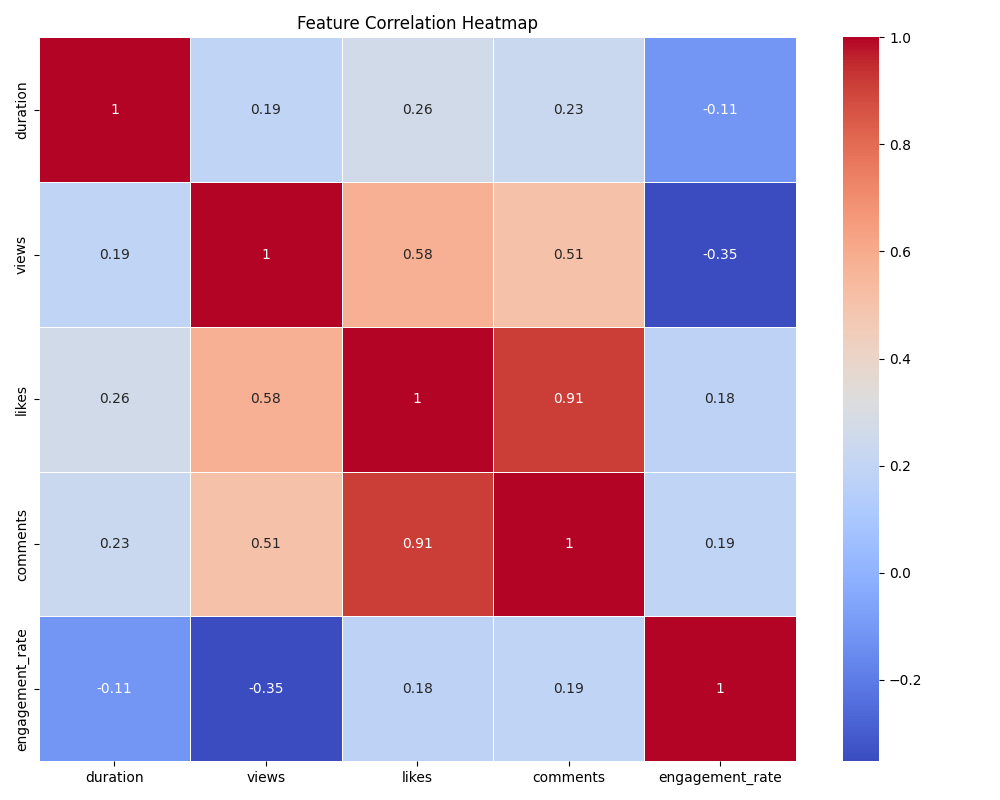 Feature Correlation Heatmap
duration 1 0.19 0.26 0.23 -0.11
views 0.19 1 0.58 0.51 -0.35
likes 0.26 0.58 1 0.91 0.18
comments 0.23 0.51 0.91 1 0.19
engagement_rate -0.11 -0.35 0.18 0.19 1
duration views likes comments engagement_rate
1.0
0.8
0.6
0.4
0.2
0.0
−0.2